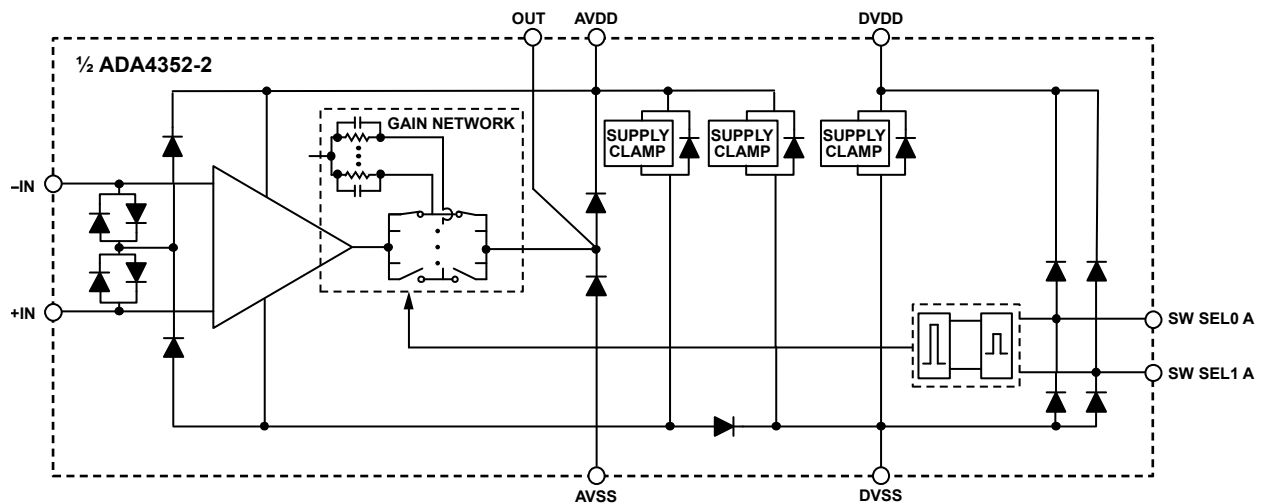 OUT
AVDD
DVDD
½ ADA4352-2
GAIN NETWORK
SUPPLY
CLAMP
SUPPLY
CLAMP
SUPPLY
CLAMP
–IN
+IN
SW SEL0 A
SW SEL1 A
AVSS
DVSS